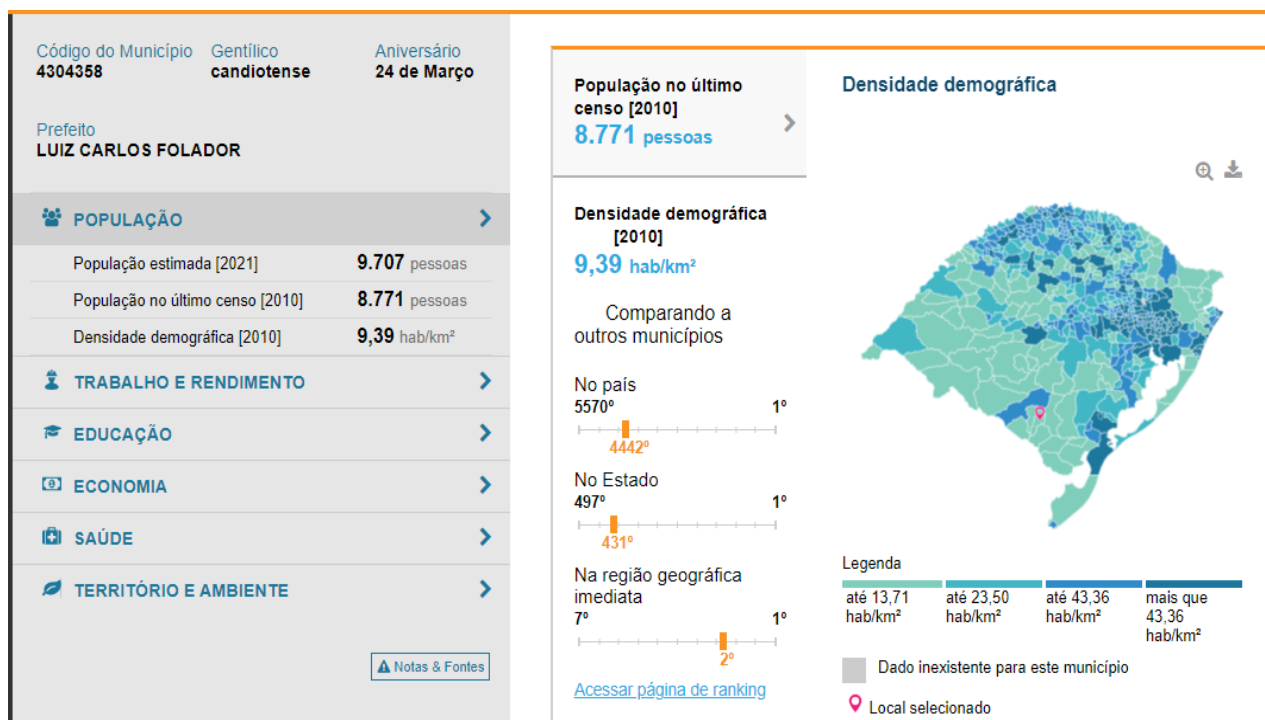 Código do Município Gentílico Aniversário
4304358 candiotense 24 de Março
Prefeito
LUIZ CARLOS FOLADOR
POPULAÇÃO
População estimada [2021] 9.707 pessoas
População no último censo [2010] 8.771 pessoas
Densidade demográfica [2010] 9,39 hab/km²
TRABALHO E RENDIMENTO
EDUCAÇÃO
ECONOMIA
SAÚDE
TERRITÓRIO E AMBIENTE
Notas & Fontes
População no último
censo [2010]
8.771 pessoas
Densidade demográfica
[2010]
9,39 hab/km²
Comparando a
outros municípios
No país
5570º 1º
4442º
No Estado
497º 1º
431º
Na região geográfica
imediata
7º 1º
2º
Acessar página de ranking
Densidade demográfica
Legenda
até 13,71 até 23,50 até 43,36 mais que
hab/km² hab/km² hab/km² 43,36
hab/km²
Dado inexistente para este município
Local selecionado